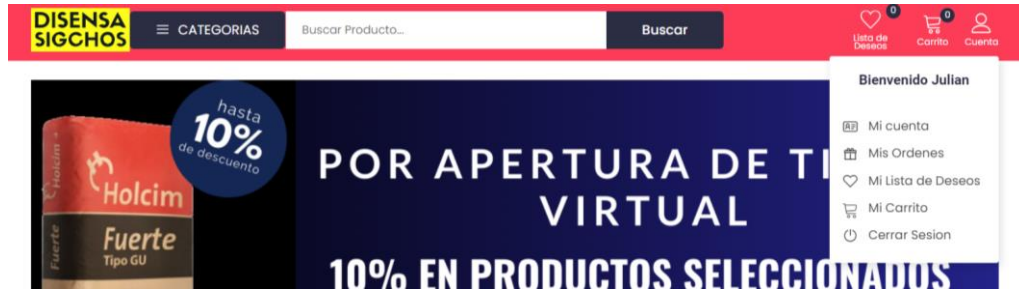 DISENSA
SIGCHOS
CATEGORIAS
Buscar Producto...
Buscar
0
Lista de
Deseos
0
Carrito
Cuenta
Bienvenido Julian
Mi cuenta
Mis Ordenes
Mi Lista de Deseos
Mi Carrito
Cerrar Sesion
hasta
10%
de descuento
Holcim
Fuerte
Tipo GU
Holcim
Fuerte
POR APERTURA DE TI
VIRTUAL
10% EN PRODUCTOS SELECCIONADOS